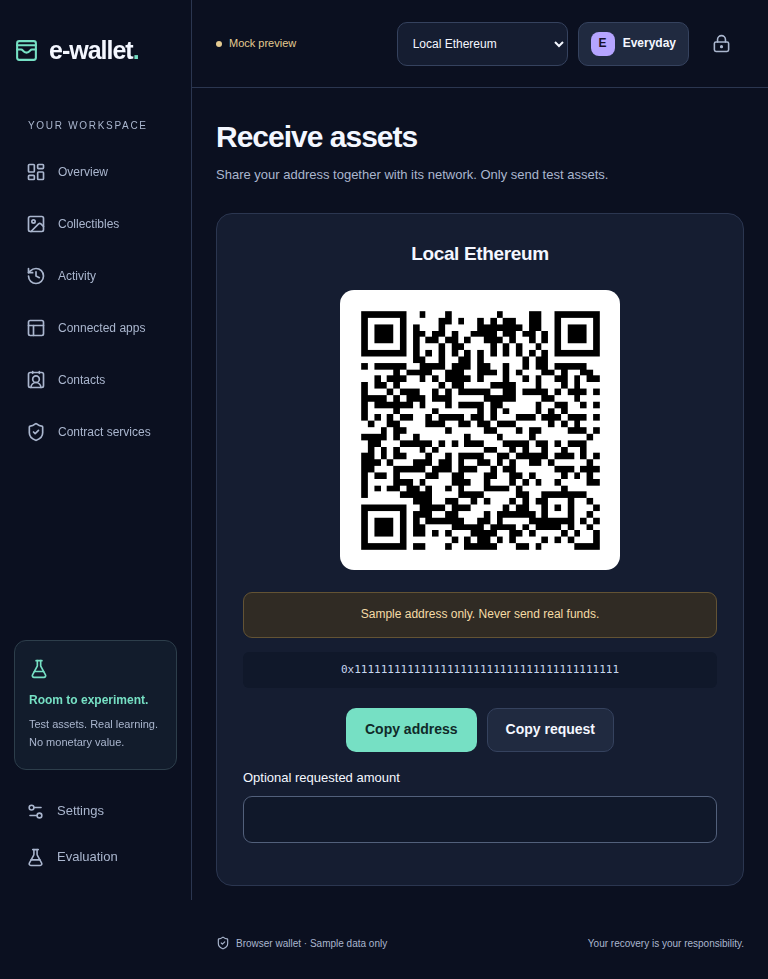 e-wallet.
Mock preview
Local Ethereum
E
Everyday
YOUR WORKSPACE
Overview
Collectibles
Activity
Connected apps
Contacts
Contract services
Room to experiment.
Test assets. Real learning.
No monetary value.
Settings
Evaluation
Receive assets
Share your address together with its network. Only send test assets.
Local Ethereum
Sample address only. Never send real funds.
0x1111111111111111111111111111111111111111
Copy address
Copy request
Optional requested amount
Browser wallet · Sample data only
Your recovery is your responsibility.